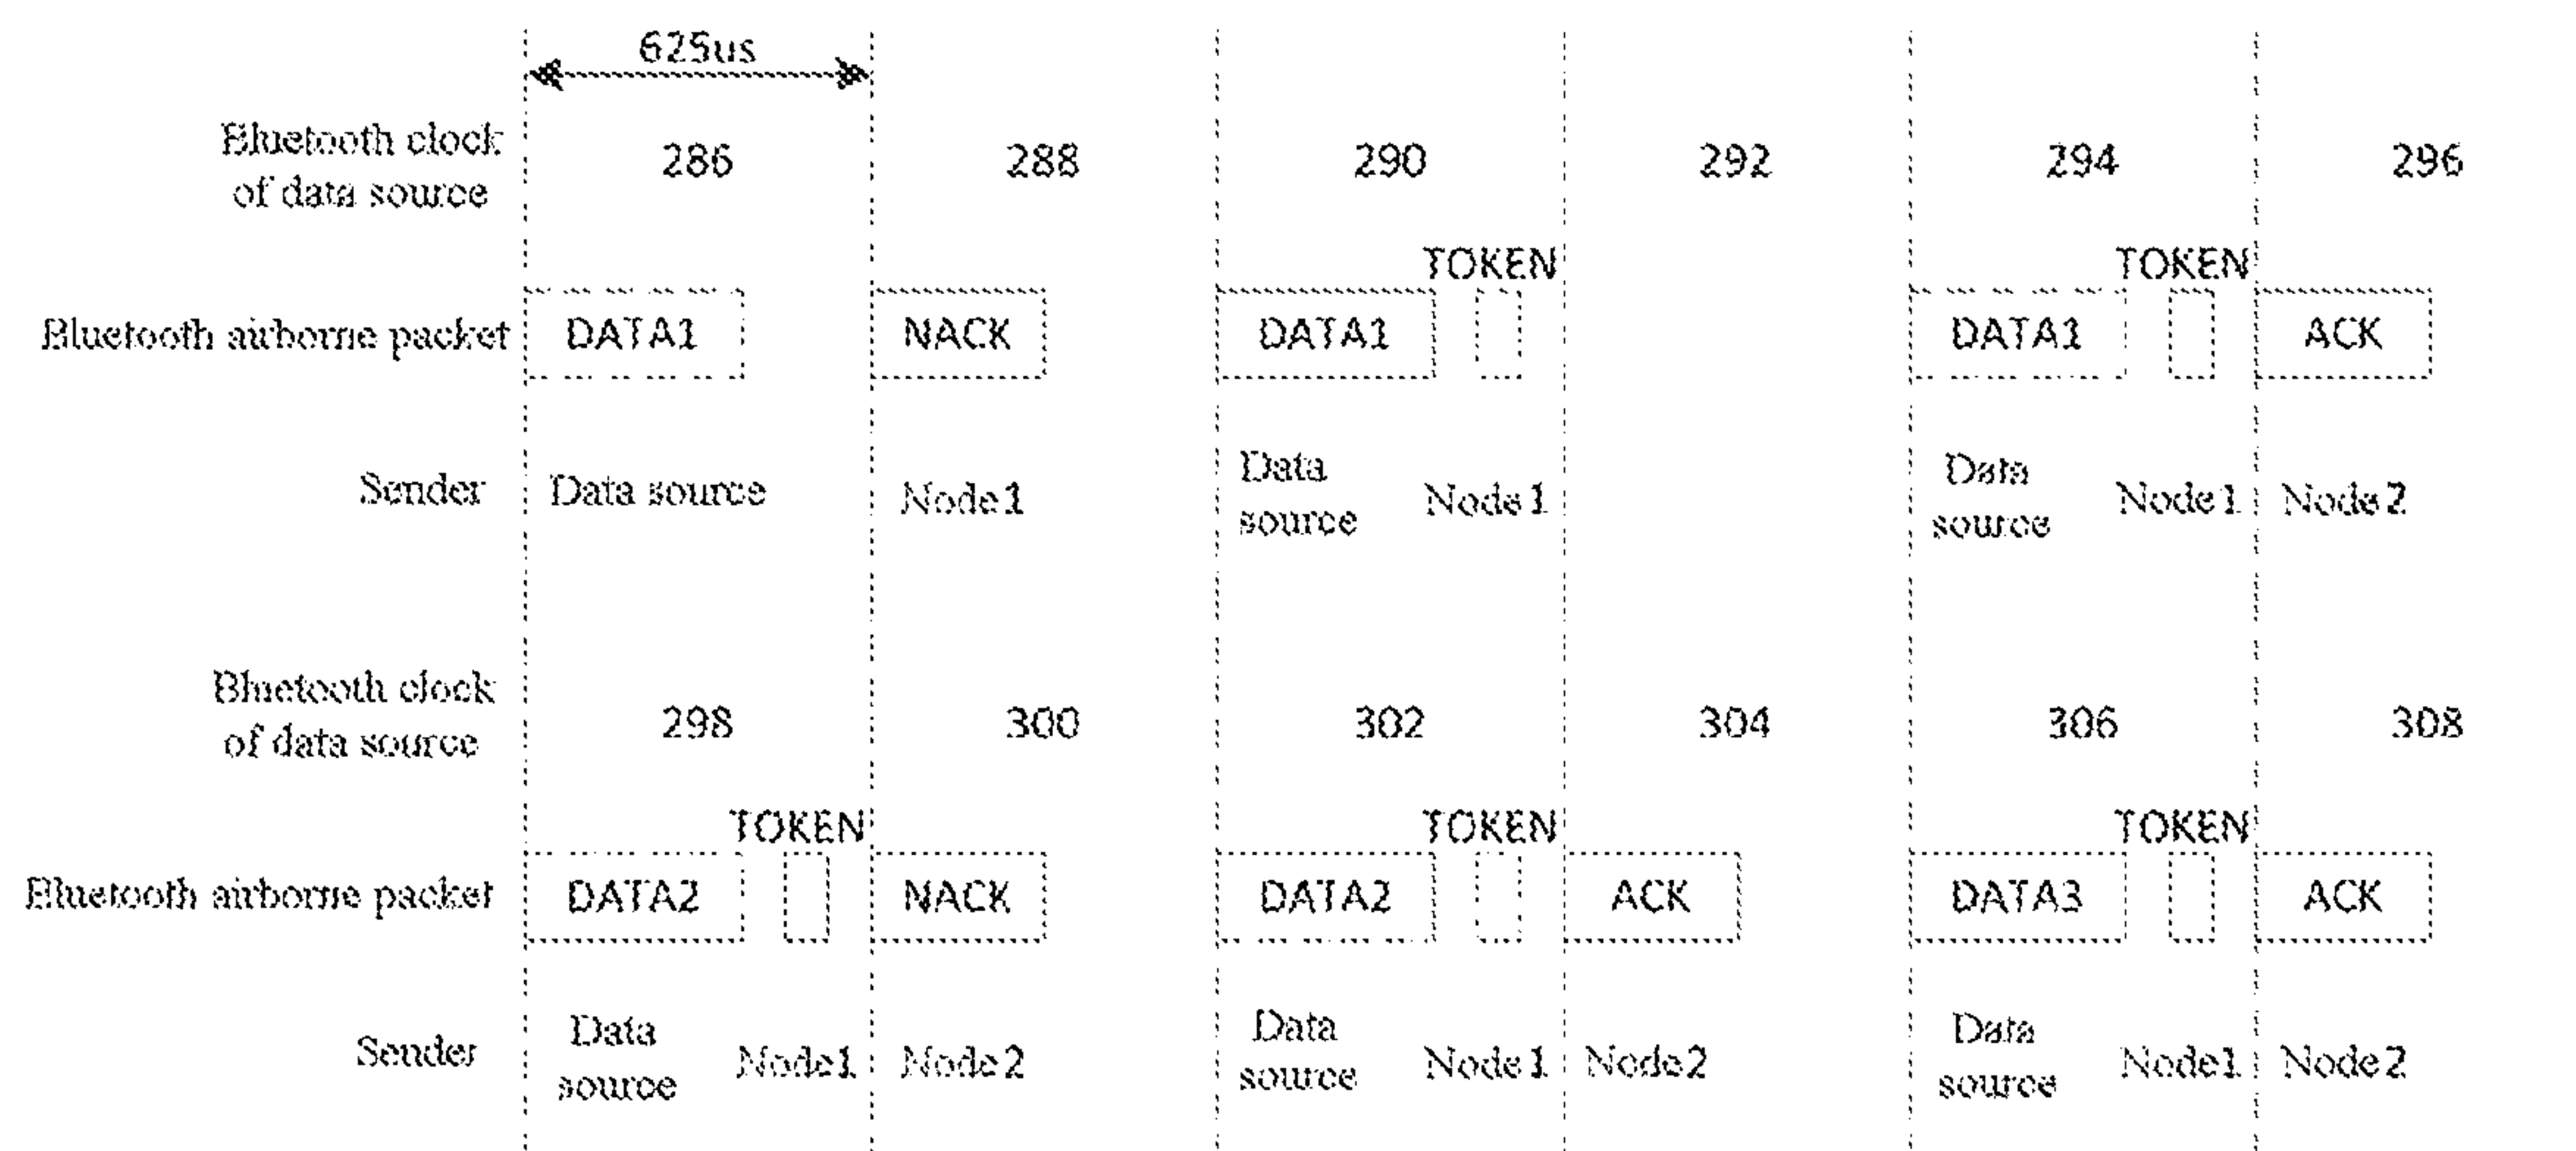 625us
Bluetooth clock
of data source
286 288 290 292 294 296
TOKEN TOKEN
Bluetooth airborne packet DATA1 NACK DATA1 DATA1 ACK
Sender Data source Node1 Data
source Node1 Data
source Node1 Node2
Bluetooth clock
of data source
298 300 302 304 306 308
TOKEN TOKEN TOKEN
Bluetooth airborne packet DATA2 NACK DATA2 ACK DATA3 ACK
Sender Data
source Node1 Node2 Data
source Node1 Node2 Data
source Node1 Node2